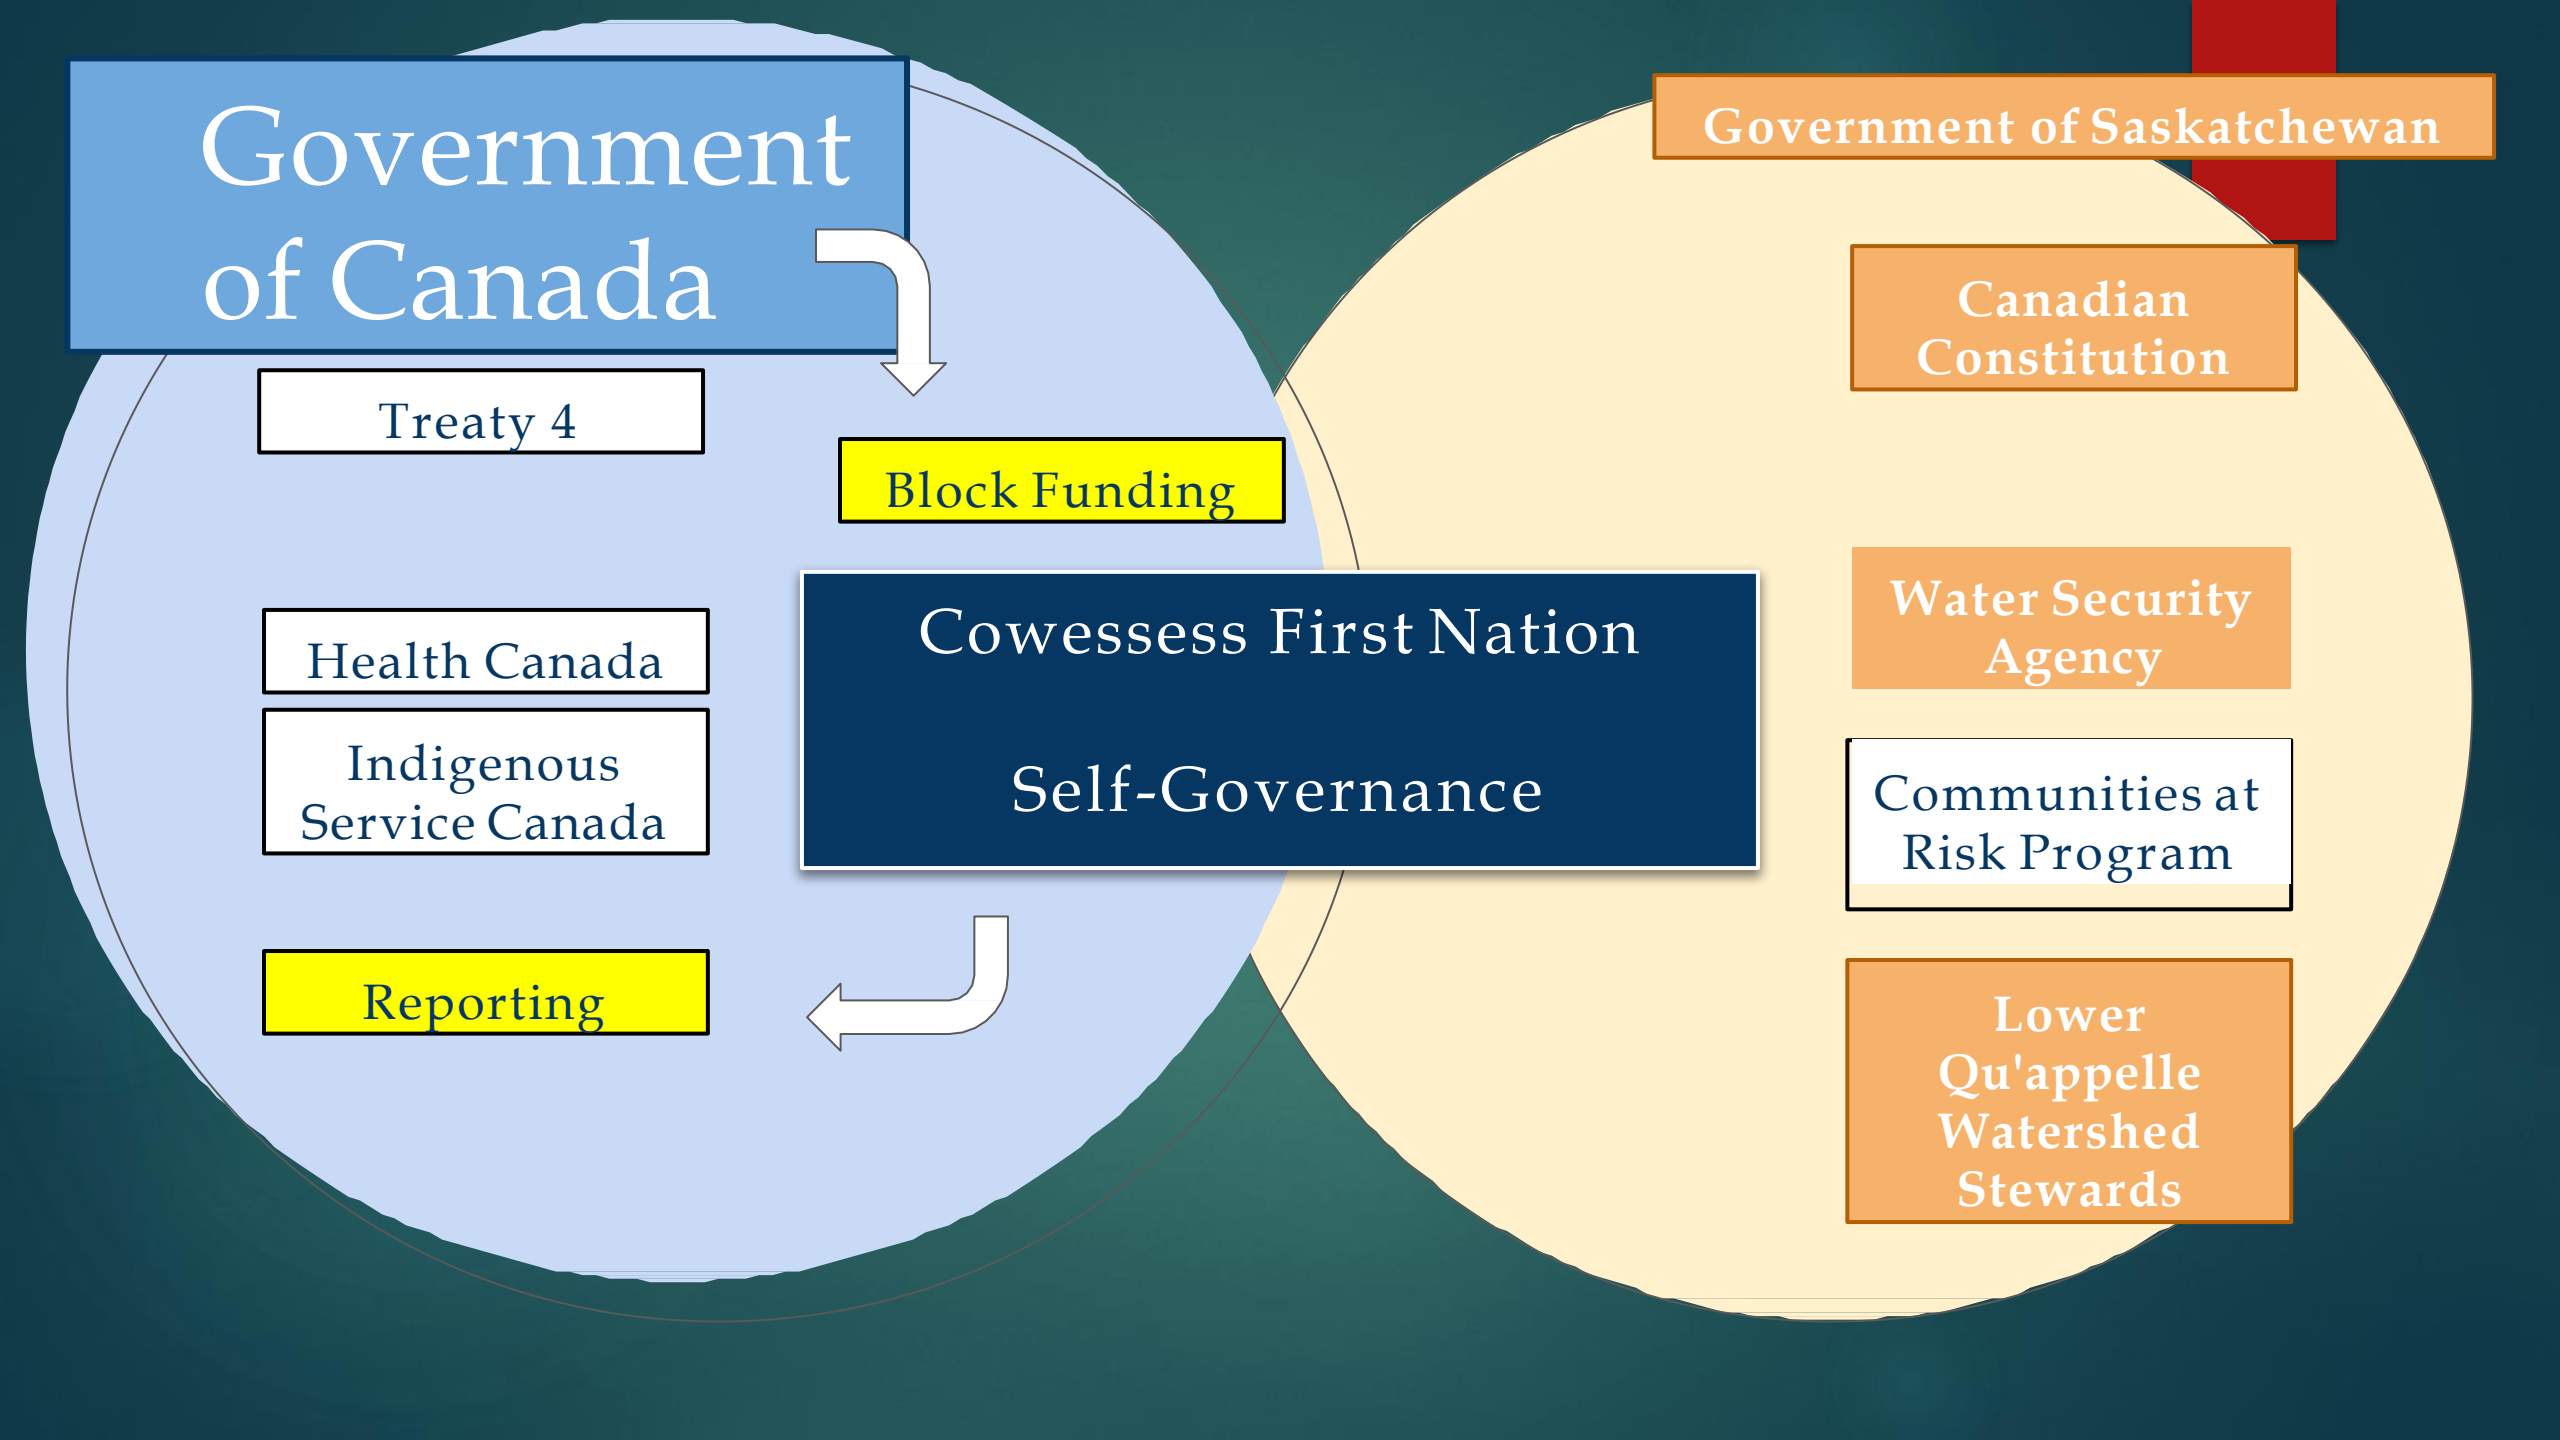 Government
of Canada
Treaty 4
Block Funding
Health Canada
Indigenous
Service Canada
Reporting
Cowessess First Nation
Self-Governance
Government of Saskatchewan
Canadian
Constitution
Water Security
Agency
Communities at
Risk Program
Lower
Qu'appelle
Watershed
Stewards